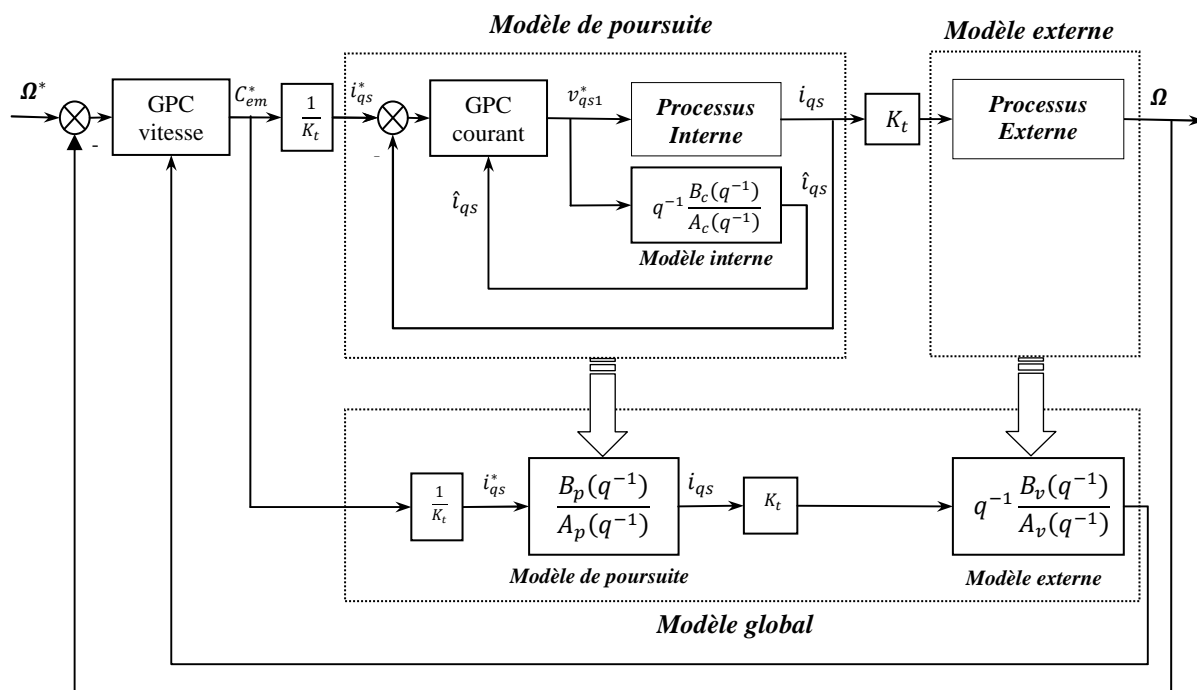 Modèle de poursuite
Modèle externe
Ω*
-
GPC
vitesse
C*em
1/Kt
i*qs
-
GPC
courant
v*qs1
Processus
Interne
iqs
Kt
Processus
Externe
Ω
îqs
q⁻¹ Bc(q⁻¹)/Ac(q⁻¹)
îqs
Modèle interne
1/Kt
i*qs
Bp(q⁻¹)/Ap(q⁻¹)
iqs
Kt
q⁻¹ Bv(q⁻¹)/Av(q⁻¹)
Modèle de poursuite
Modèle externe
Modèle global